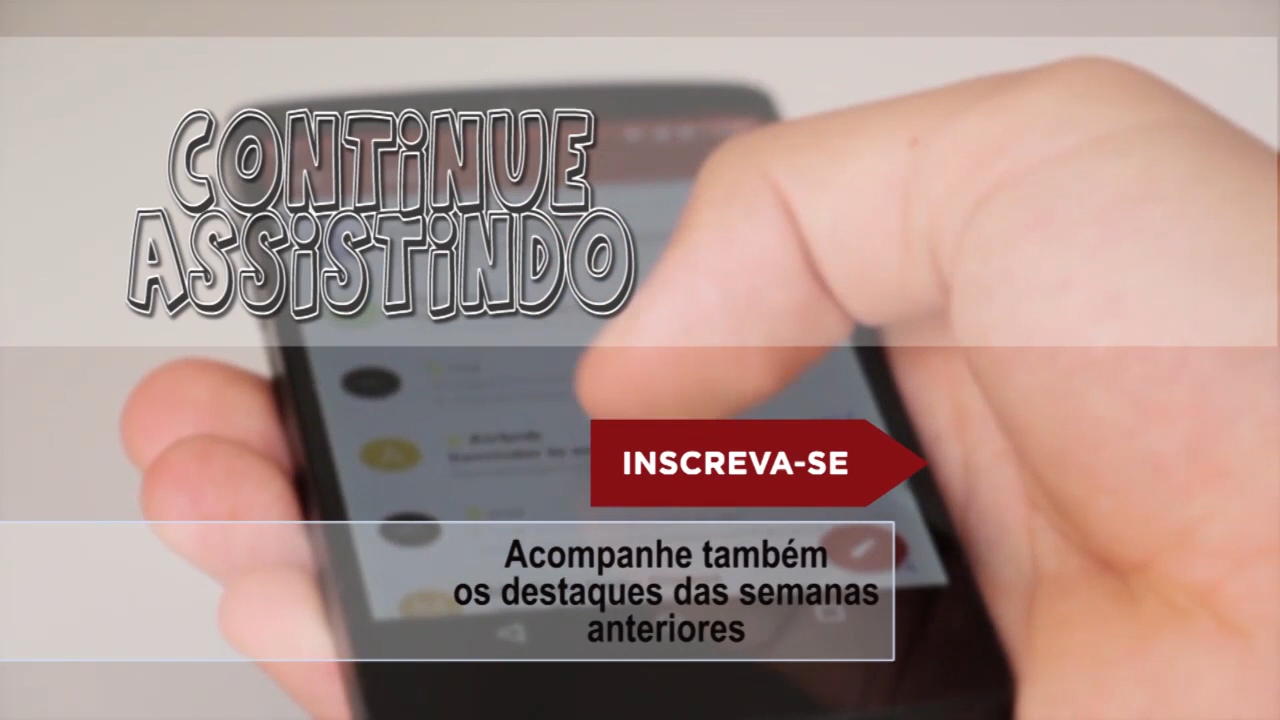 CONTINUE
ASSISTINDO
INSCREVA-SE
Acompanhe também
os destaques das semanas
anteriores